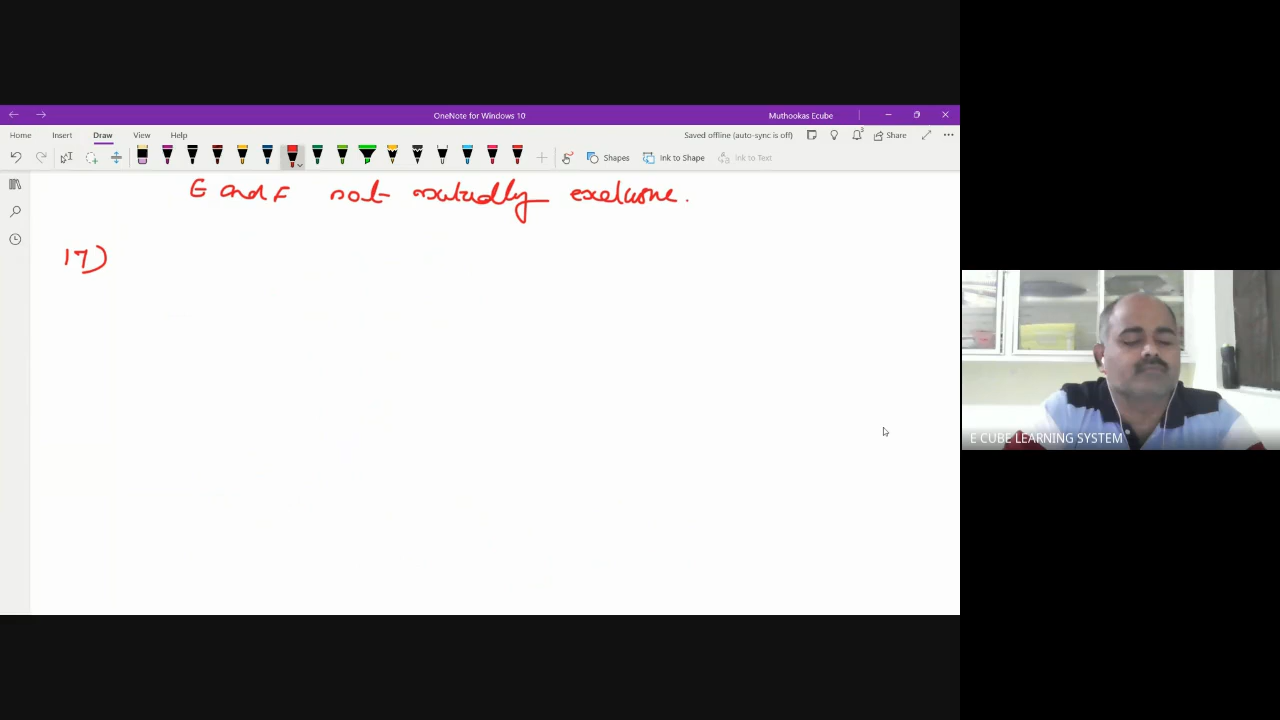 OneNote for Windows 10
Muthookas Ecube
Home Insert Draw View Help
Saved offline (auto-sync is off)
3
Share
Shapes
Ink to Shape
Ink to Text
E and F not mutually exclusive.
17)
E CUBE LEARNING SYSTEM